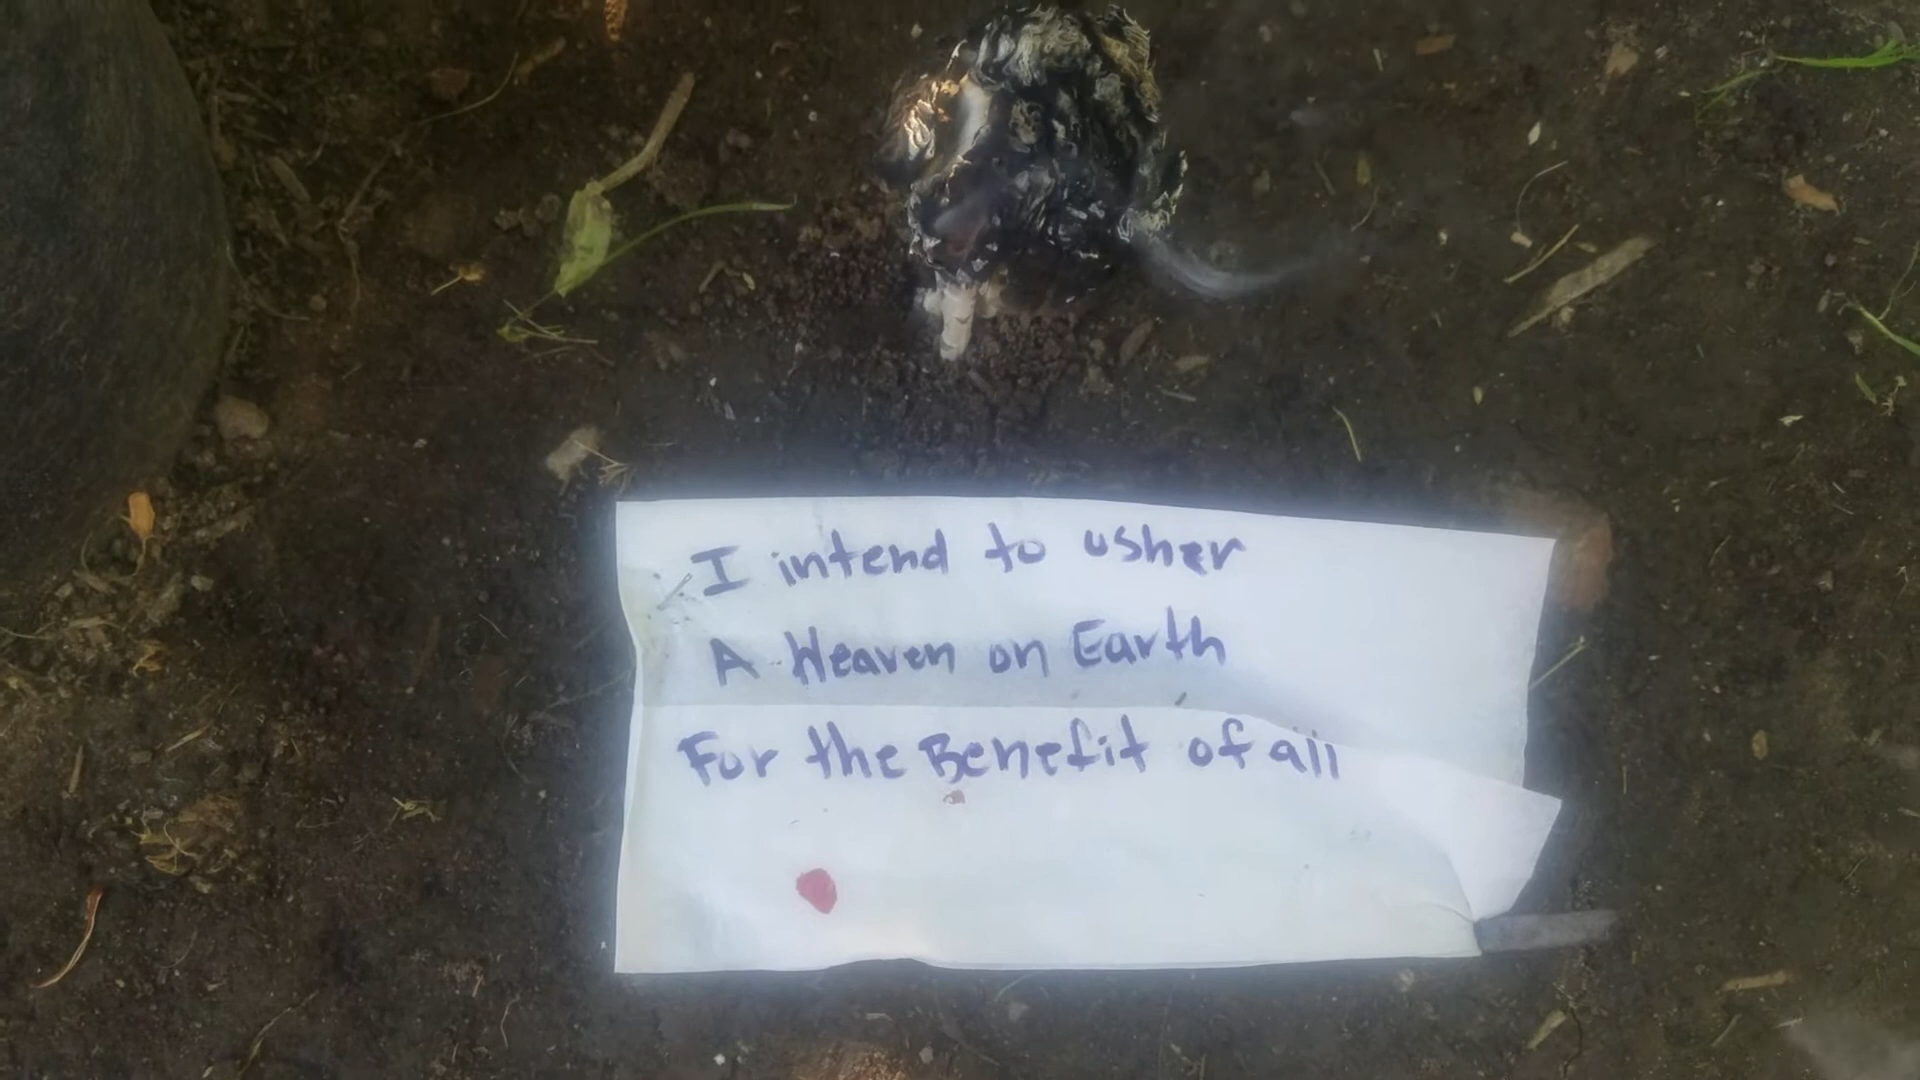 I intend to usher
A Heaven on Earth
For the Benefit of all